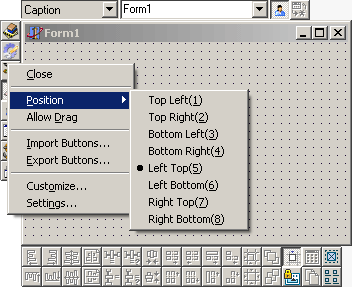 Caption Form1
Form1
Close
Position
Allow Drag
Import Buttons...
Export Buttons...
Customize...
Settings...
Top Left(1)
Top Right(2)
Bottom Left(3)
Bottom Right(4)
Left Top(5)
Left Bottom(6)
Right Top(7)
Right Bottom(8)